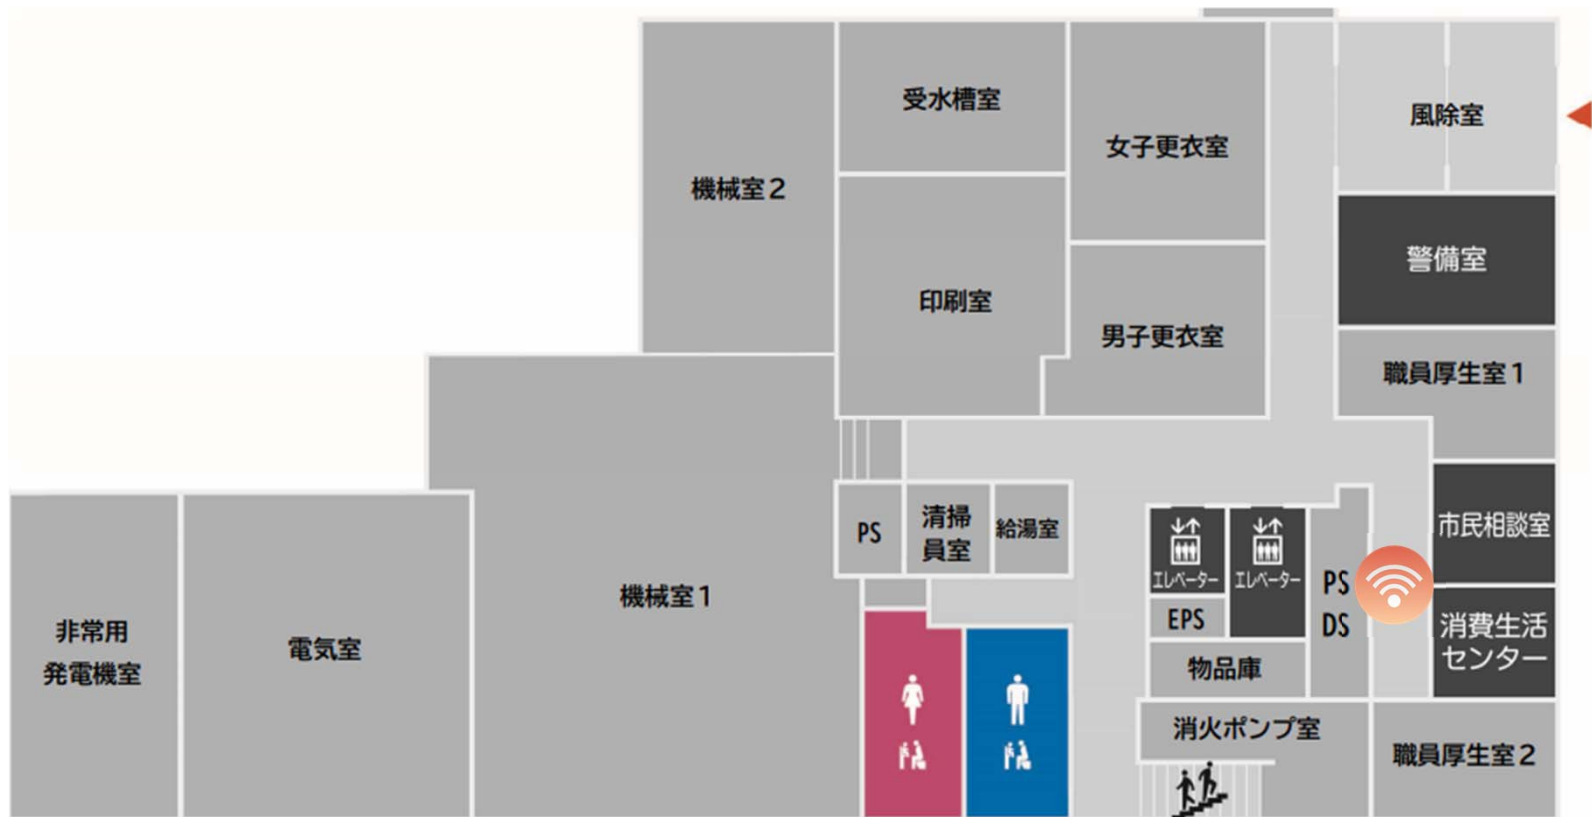 受水槽室
風除室
女子更衣室
機械室2
警備室
印刷室
男子更衣室
職員厚生室1
PS
清掃
員室
給湯室
市民相談室
エレベーター
エレベーター
PS
DS
EPS
機械室1
非常用
発電機室
電気室
消費生活
センター
物品庫
消火ポンプ室
職員厚生室2